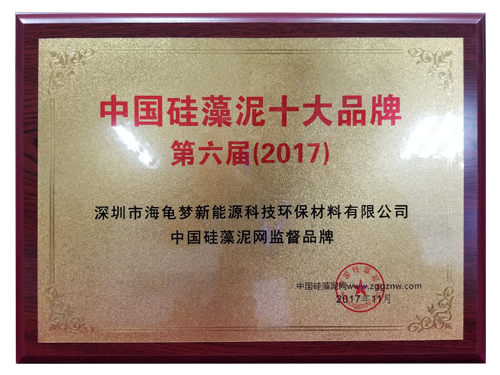 中国硅藻泥十大品牌
第六届(2017)
深圳市海龟梦新能源科技环保材料有限公司
中国硅藻泥网监督品牌
中国硅藻泥网www.zggznw.com
2017年11月